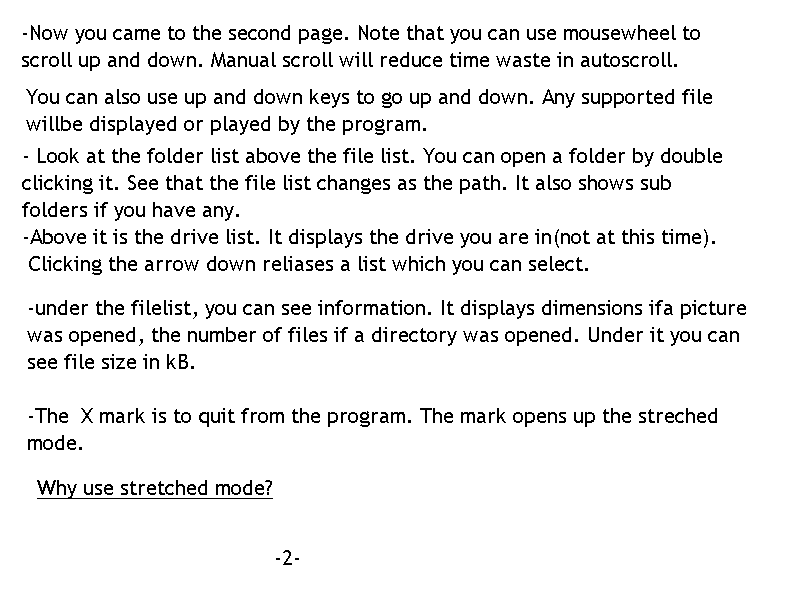 -Now you came to the second page. Note that you can use mousewheel to
scroll up and down. Manual scroll will reduce time waste in autoscroll.
You can also use up and down keys to go up and down. Any supported file
willbe displayed or played by the program.
- Look at the folder list above the file list. You can open a folder by double
clicking it. See that the file list changes as the path. It also shows sub
folders if you have any.
-Above it is the drive list. It displays the drive you are in(not at this time).
Clicking the arrow down reliases a list which you can select.
-under the filelist, you can see information. It displays dimensions ifa picture
was opened, the number of files if a directory was opened. Under it you can
see file size in kB.
-The  X mark is to quit from the program. The mark opens up the streched
mode.
Why use stretched mode?
-2-